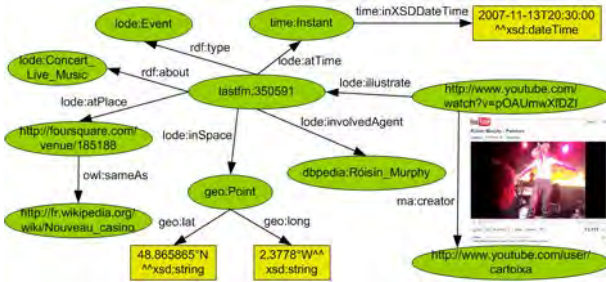 lode:Event
time:Instant
time:inXSDDateTime
2007-11-13T20:30:00
^^xsd:dateTime
rdf:type
lode:atTime
lode:Concert_
Live_Music
rdf:about
lastfm:350591
lode:illustrate
http://www.youtube.com/
watch?v=pOAUmwXfDZI
lode:atPlace
http://foursquare.com/
venue/185188
lode:inSpace
lode:involvedAgent
owl:sameAs
geo:Point
dbpedia:Róisín_Murphy
ma:creator
http://fr.wikipedia.org/
wiki/Nouveau_casino
geo:lat
geo:long
48.865865°N
^^xsd:string
2.3778°W^^
xsd:string
http://www.youtube.com/user/
cartoixa